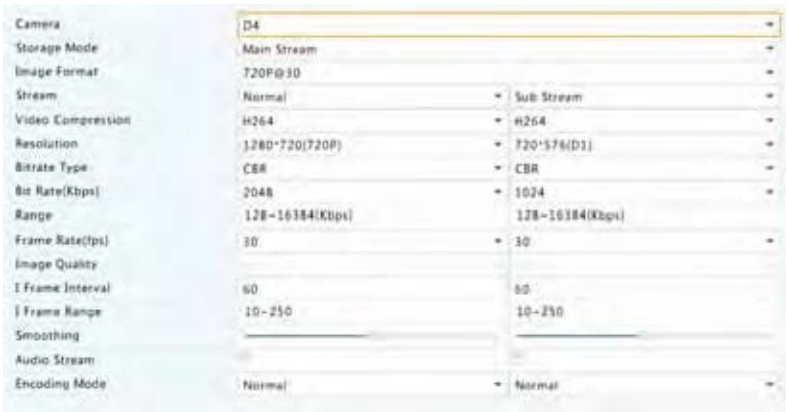 Camera D4
Storage Mode Main Stream
Image Format 720P@30
Stream Normal Sub Stream
Video Compression H264 H264
Resolution 1280*720(720P) 720*576(D1)
Bitrate Type CBR CBR
Bit Rate(Kbps) 2048 1024
Range 128~16384(Kbps) 128~16384(Kbps)
Frame Rate(fps) 30 30
Image Quality
I Frame Interval 60 60
I Frame Range 10~250 10~250
Smoothing
Audio Stream
Encoding Mode Normal Normal